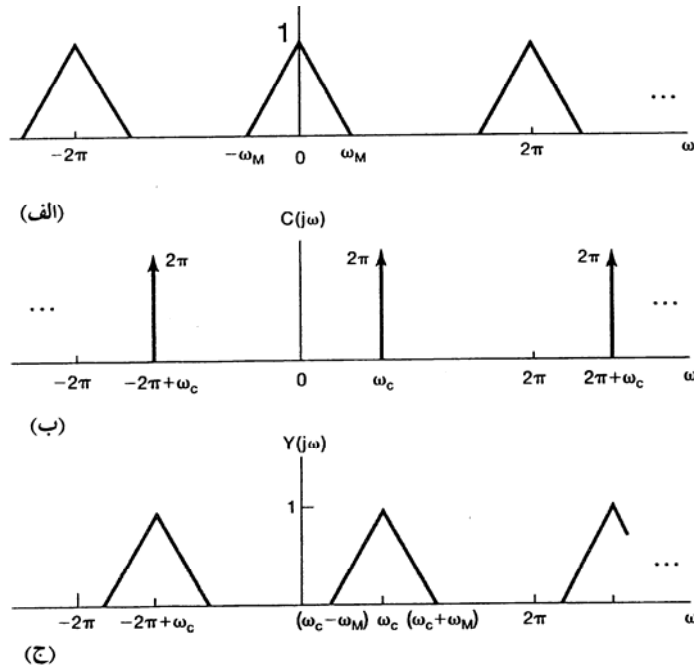 1
...
−2π −ω_M 0 ω_M 2π ω
(الف)
C(jω)
2π 2π 2π
... ...
−2π −2π+ω_c 0 ω_c 2π 2π+ω_c ω
(ب)
Y(jω)
1
...
−2π −2π+ω_c (ω_c−ω_M) ω_c (ω_c+ω_M) 2π ω
(ج)